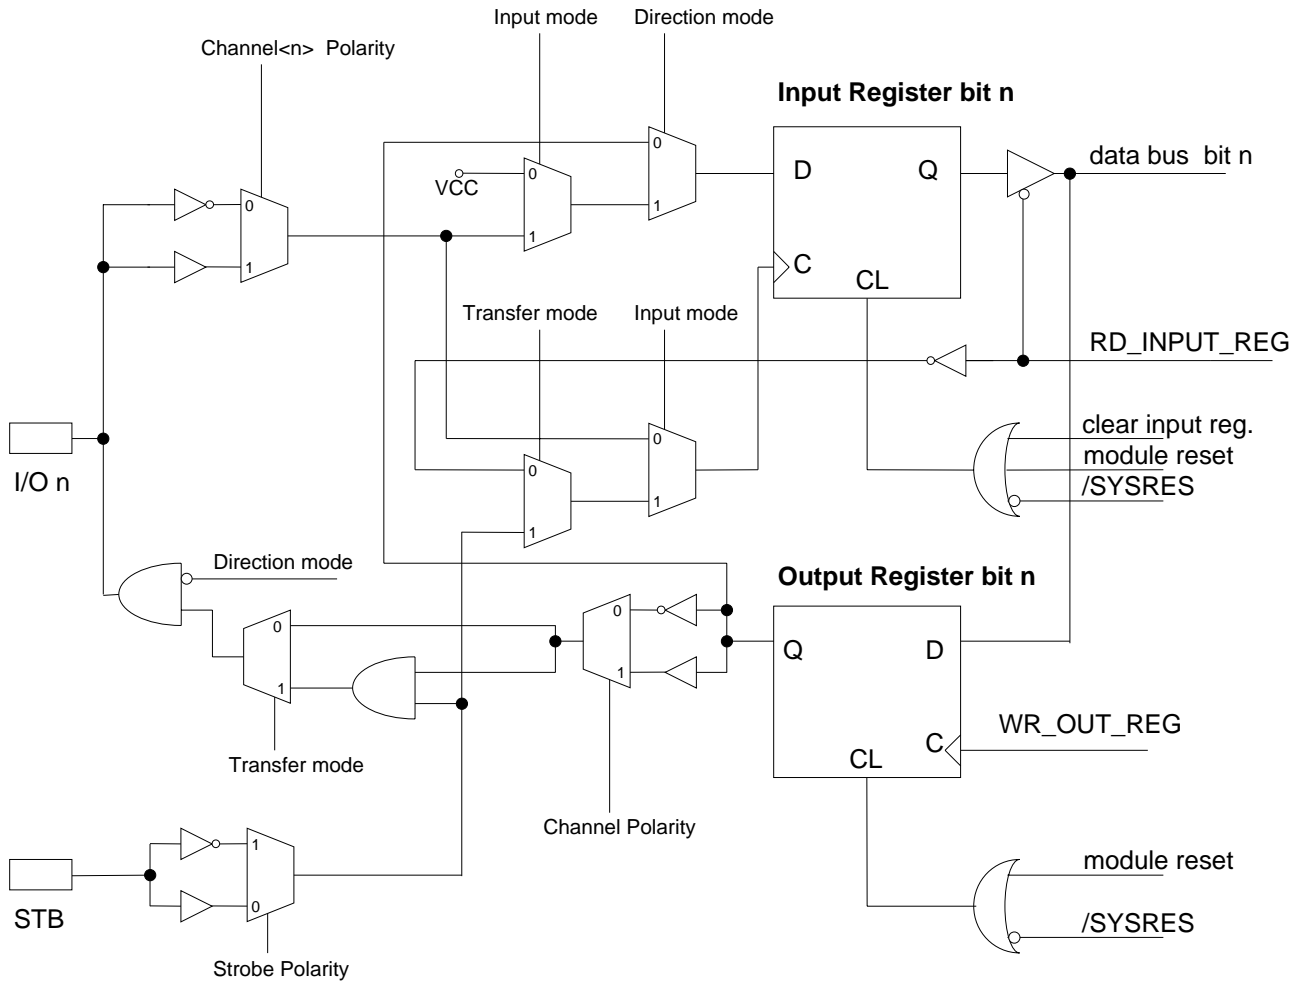 Input mode
Direction mode
Channel<n> Polarity
Input Register bit n
0
D
Q
data bus bit n
VCC
0
1
0
1
1
C
CL
Transfer mode
Input mode
RD_INPUT_REG
clear input reg.
module reset
/SYSRES
0
0
1
1
I/O n
Direction mode
Output Register bit n
0
1
0
1
Q
D
C
CL
WR_OUT_REG
Transfer mode
Channel Polarity
1
0
STB
Strobe Polarity
module reset
/SYSRES